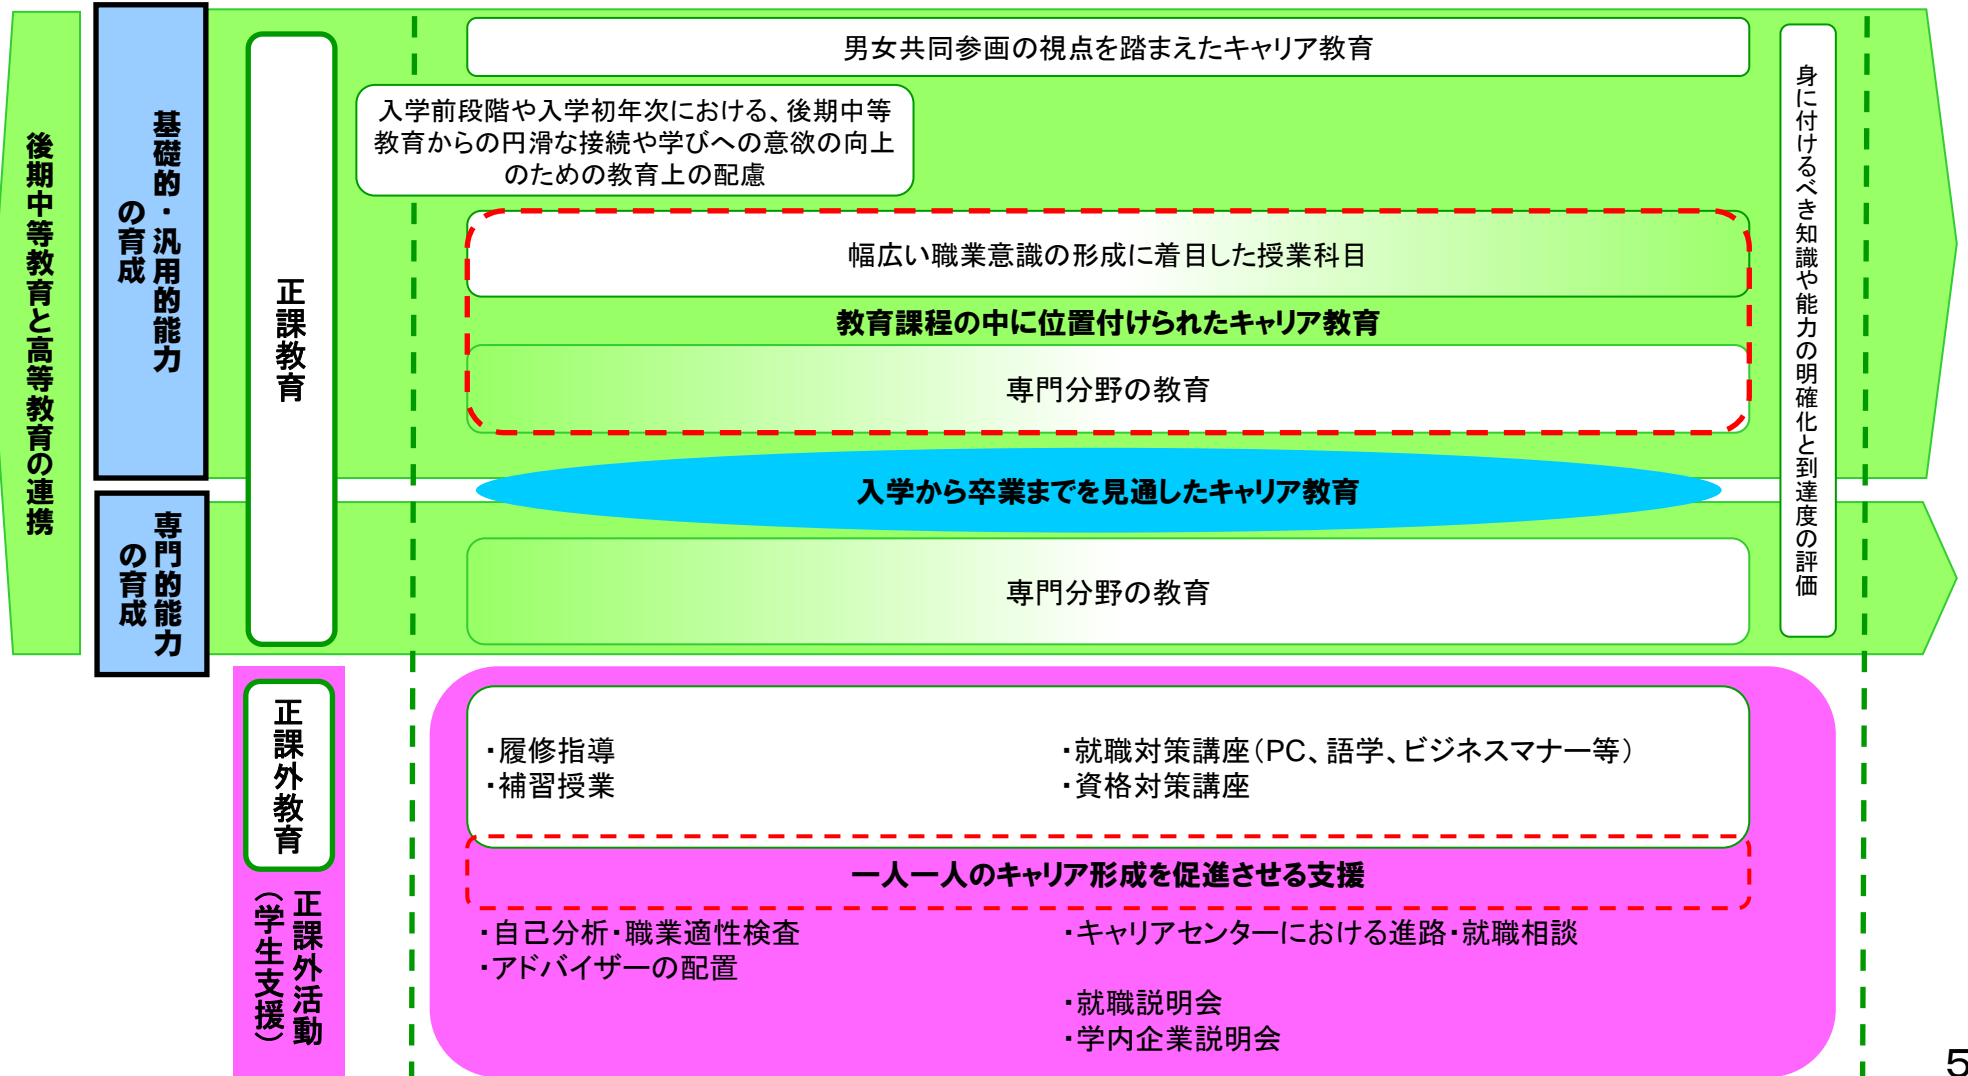 後期中等教育と高等教育の連携
基礎的・汎用的能力
の育成
専門的能力
の育成
正課教育
男女共同参画の視点を踏まえたキャリア教育
入学前段階や入学初年次における、後期中等
教育からの円滑な接続や学びへの意欲の向上
のための教育上の配慮
幅広い職業意識の形成に着目した授業科目
教育課程の中に位置付けられたキャリア教育
専門分野の教育
入学から卒業までを見通したキャリア教育
専門分野の教育
身に付けるべき知識や能力の明確化と到達度の評価
正課外教育
・履修指導
・補習授業
・就職対策講座(PC、語学、ビジネスマナー等)
・資格対策講座
一人一人のキャリア形成を促進させる支援
正課外活動
(学生支援)
・自己分析・職業適性検査
・アドバイザーの配置
・キャリアセンターにおける進路・就職相談
・就職説明会
・学内企業説明会
5